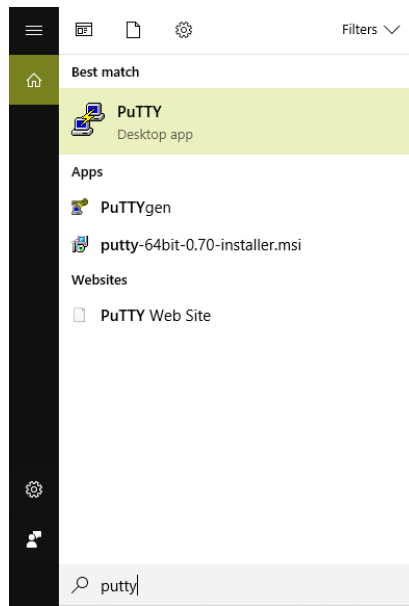 Filters
Best match
PuTTY
Desktop app
Apps
PuTTYgen
putty-64bit-0.70-installer.msi
Websites
PuTTY Web Site
putty